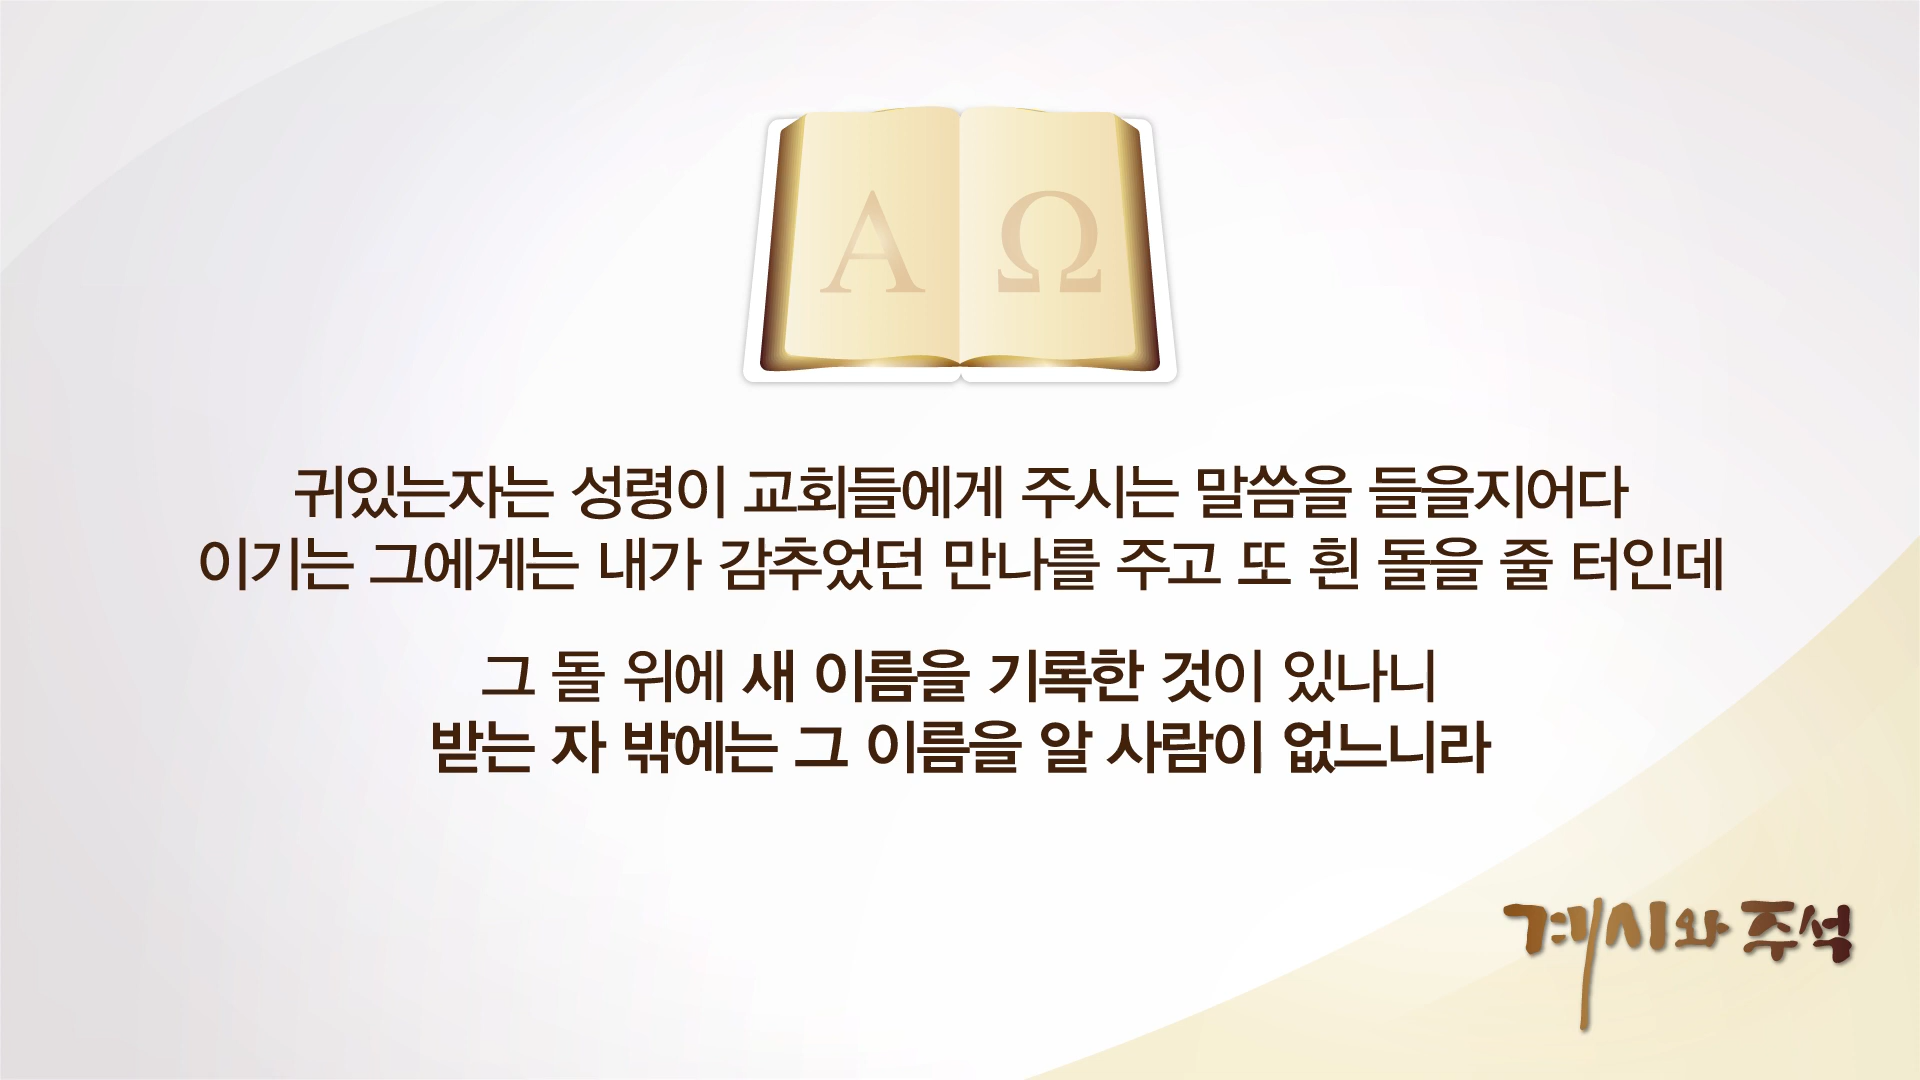 Α Ω
귀있는자는 성령이 교회들에게 주시는 말씀을 들을지어다
이기는 그에게는 내가 감추었던 만나를 주고 또 흰 돌을 줄 터인데
그 돌 위에 새 이름을 기록한 것이 있나니
받는 자 밖에는 그 이름을 알 사람이 없느니라
계시와 주석